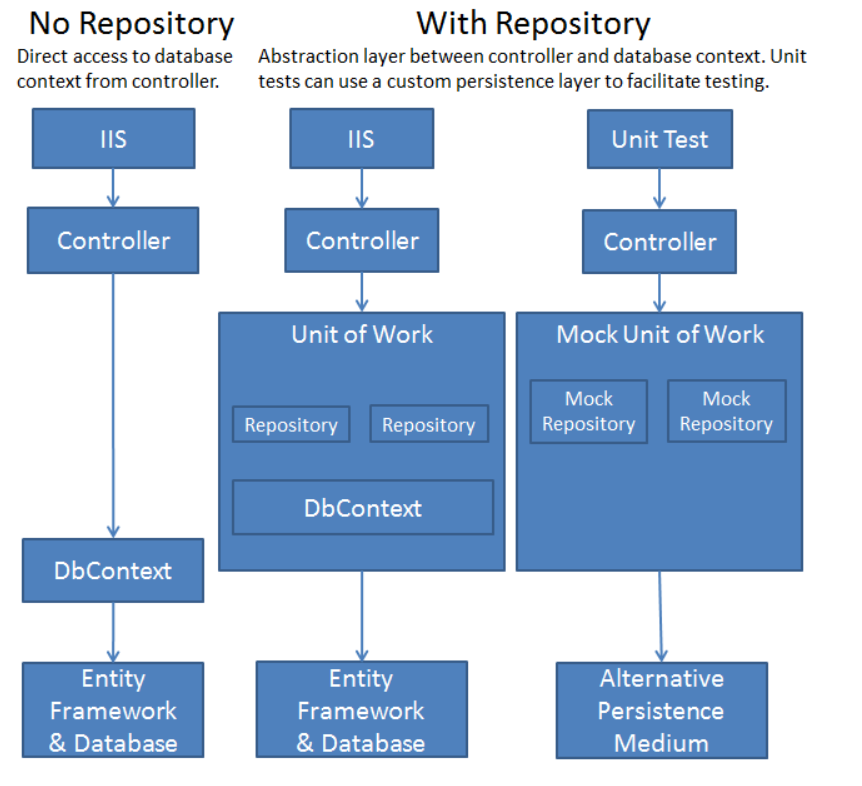 No Repository
Direct access to database
context from controller.
IIS
Controller
DbContext
Entity
Framework
& Database
With Repository
Abstraction layer between controller and database context. Unit
tests can use a custom persistence layer to facilitate testing.
IIS
Controller
Unit of Work
Repository
Repository
DbContext
Entity
Framework
& Database
Unit Test
Controller
Mock Unit of Work
Mock
Repository
Mock
Repository
Alternative
Persistence
Medium